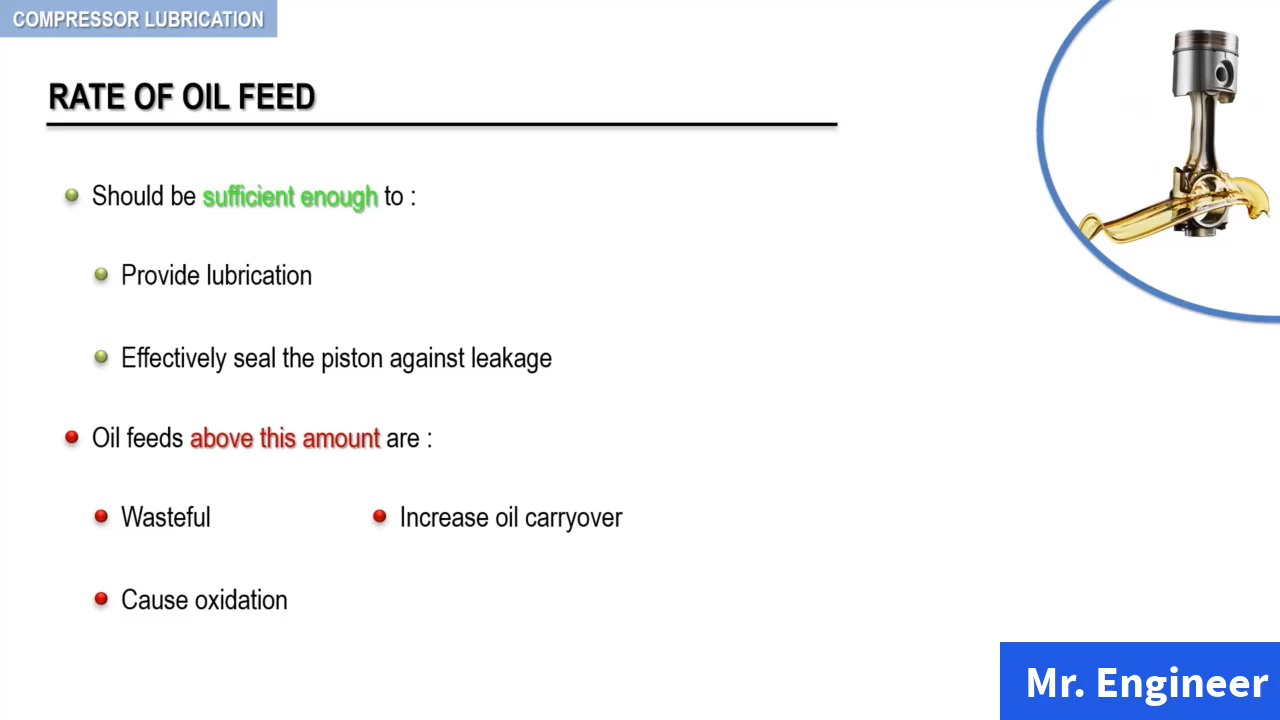 COMPRESSOR LUBRICATION
RATE OF OIL FEED
Should be sufficient enough to :
Provide lubrication
Effectively seal the piston against leakage
Oil feeds above this amount are :
Wasteful
Increase oil carryover
Cause oxidation
Mr. Engineer